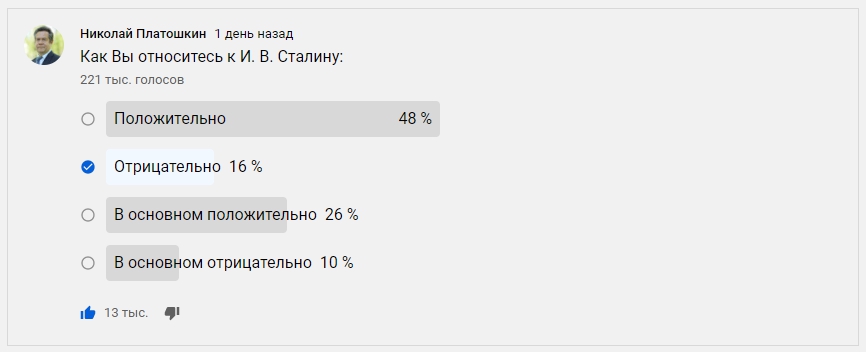 Николай Платошкин 1 день назад
Как Вы относитесь к И. В. Сталину:
221 тыс. голосов
Положительно 48 %
Отрицательно 16 %
В основном положительно 26 %
В основном отрицательно 10 %
13 тыс.